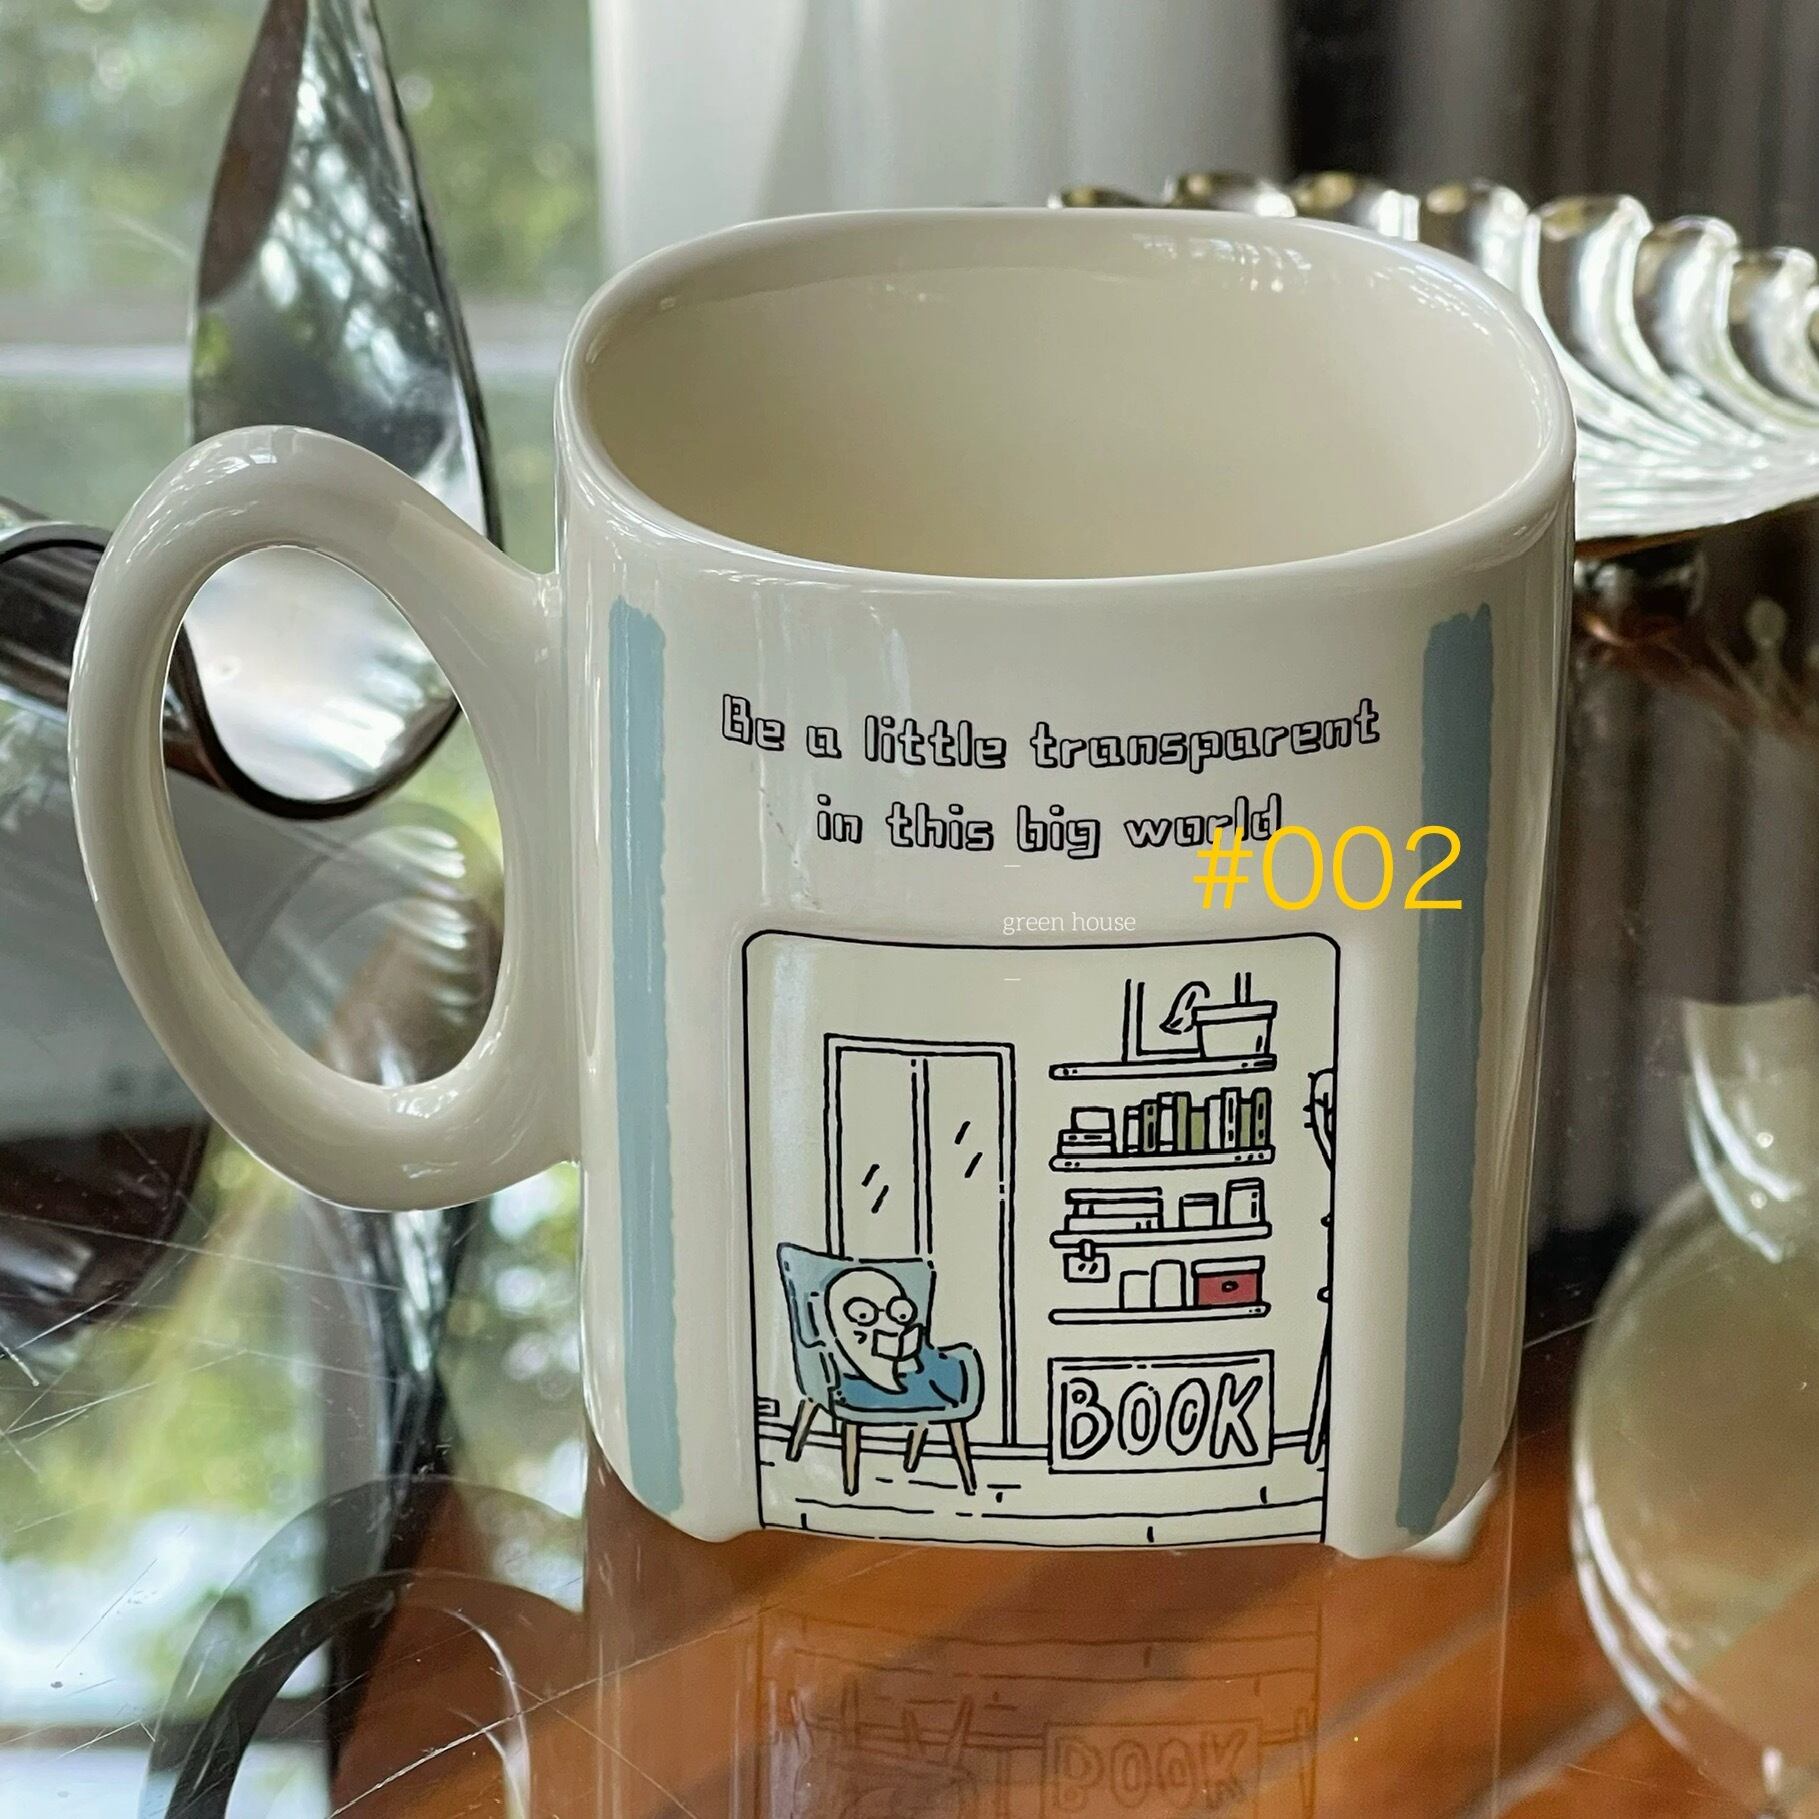 Be a little transparent
in this big world
#002
green house
BOOK